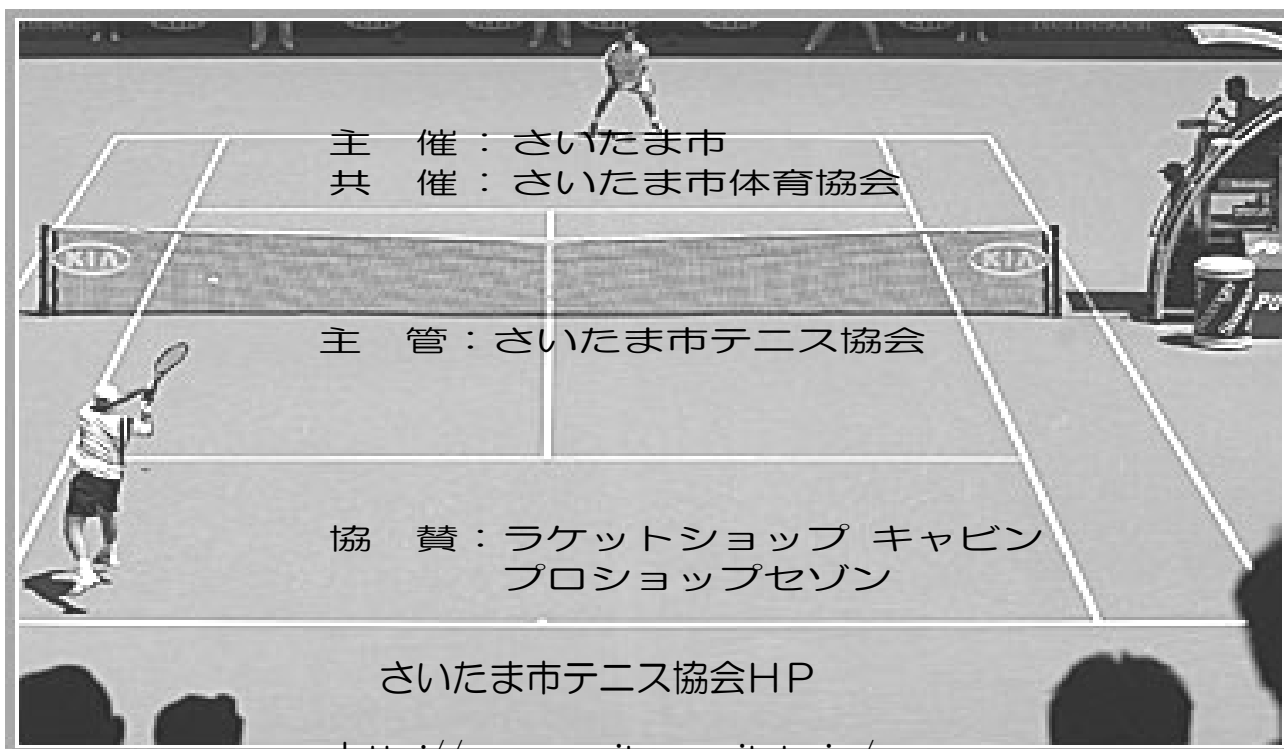 主　催：さいたま市
共　催：さいたま市体育協会
KIA
KIA
主　管：さいたま市テニス協会
協　賛：ラケットショップ キャビン
プロショップセゾン
さいたま市テニス協会ＨＰ